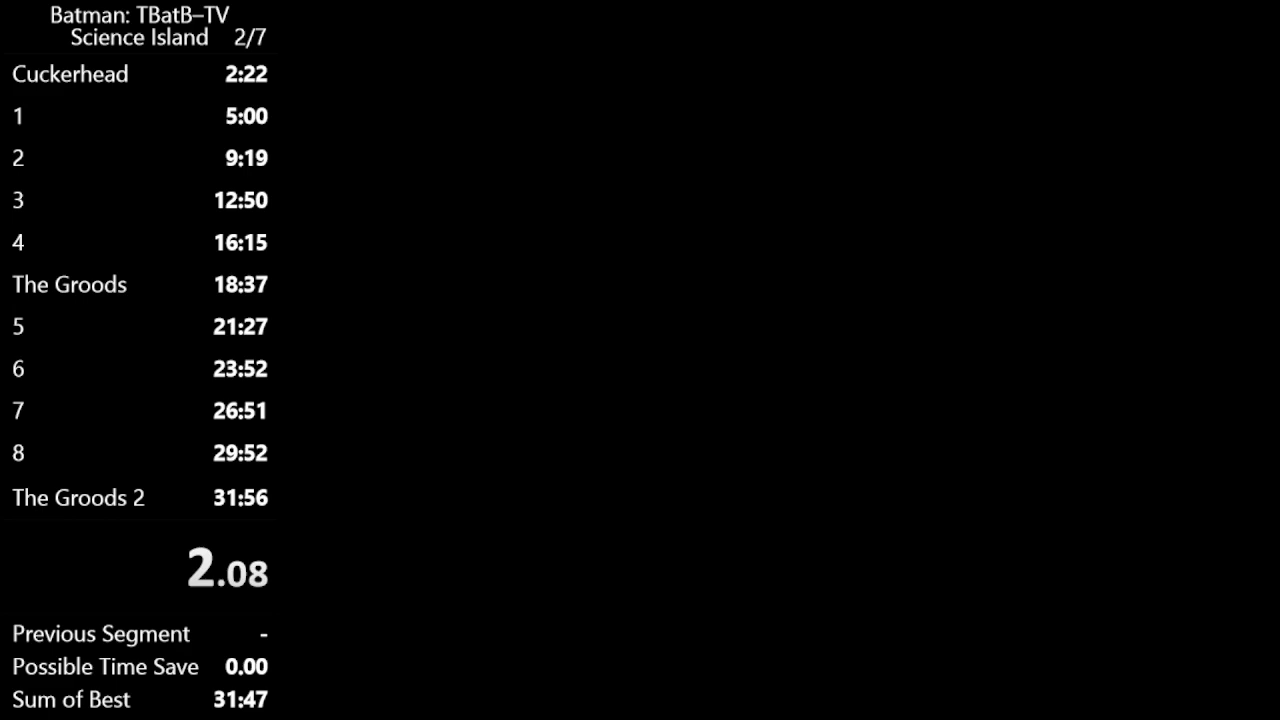 Batman: TBatB–TV
Science Island 2/7
Cuckerhead 2:22
1 5:00
2 9:19
3 12:50
4 16:15
The Groods 18:37
5 21:27
6 23:52
7 26:51
8 29:52
The Groods 2 31:56
2.08
Previous Segment -
Possible Time Save 0.00
Sum of Best 31:47